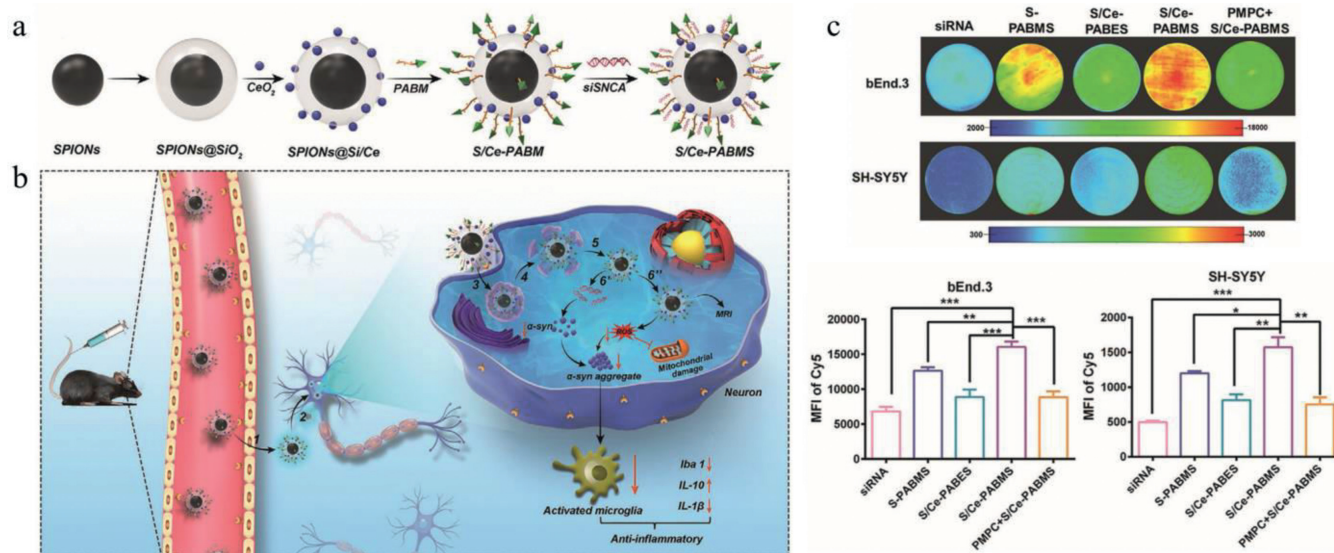 a
CeO2
PABM
siSNCA
SPIONs
SPIONs@SiO2
SPIONs@Si/Ce
S/Ce-PABM
S/Ce-PABMS
b
1
2
3
4
5
6'
6''
MRI
α-syn
ROS
Mitochondrial
damage
α-syn aggregate
Neuron
Activated microglia
Iba 1
IL-10
IL-1β
Anti-inflammatory
c
siRNA
S-
PABMS
S/Ce-
PABES
S/Ce-
PABMS
PMPC+
S/Ce-PABMS
bEnd.3
2000
18000
SH-SY5Y
300
3000
bEnd.3
MFI of Cy5
20000
15000
10000
5000
0
***
**
***
***
siRNA
S-PABMS
S/Ce-PABES
S/Ce-PABMS
PMPC+S/Ce-PABMS
SH-SY5Y
MFI of Cy5
2000
1500
1000
500
0
***
*
**
**
siRNA
S-PABMS
S/Ce-PABES
S/Ce-PABMS
PMPC+S/Ce-PABMS